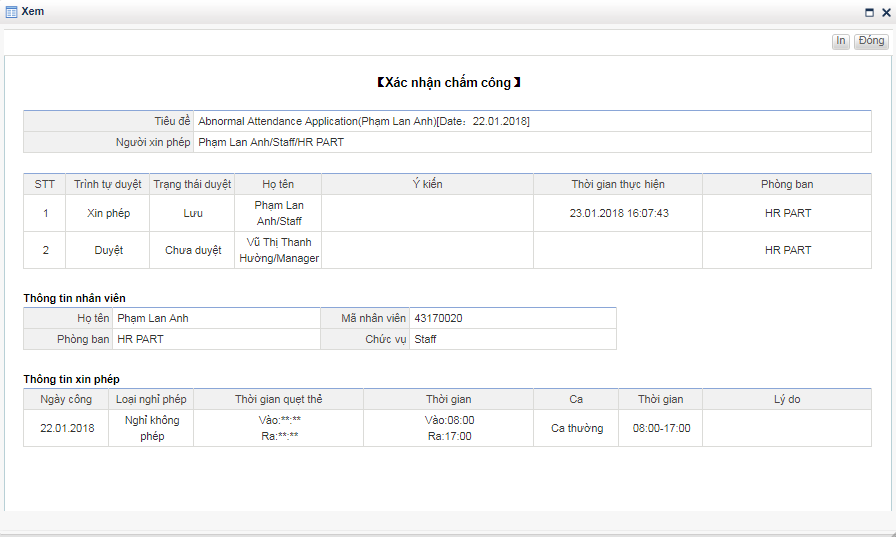 Xem
In Đóng
【Xác nhận chấm công】
Tiêu đề Abnormal Attendance Application(Phạm Lan Anh)[Date：22.01.2018]
Người xin phép Phạm Lan Anh/Staff/HR PART
STT Trình tự duyệt Trạng thái duyệt Họ tên Ý kiến Thời gian thực hiện Phòng ban
1 Xin phép Lưu Phạm Lan Anh/Staff 23.01.2018 16:07:43 HR PART
2 Duyệt Chưa duyệt Vũ Thị Thanh Hường/Manager HR PART
Thông tin nhân viên
Họ tên Phạm Lan Anh Mã nhân viên 43170020
Phòng ban HR PART Chức vụ Staff
Thông tin xin phép
Ngày công Loại nghỉ phép Thời gian quẹt thẻ Thời gian Ca Thời gian Lý do
22.01.2018 Nghỉ không phép Vào:**:** Ra:**:** Vào:08:00 Ra:17:00 Ca thường 08:00-17:00